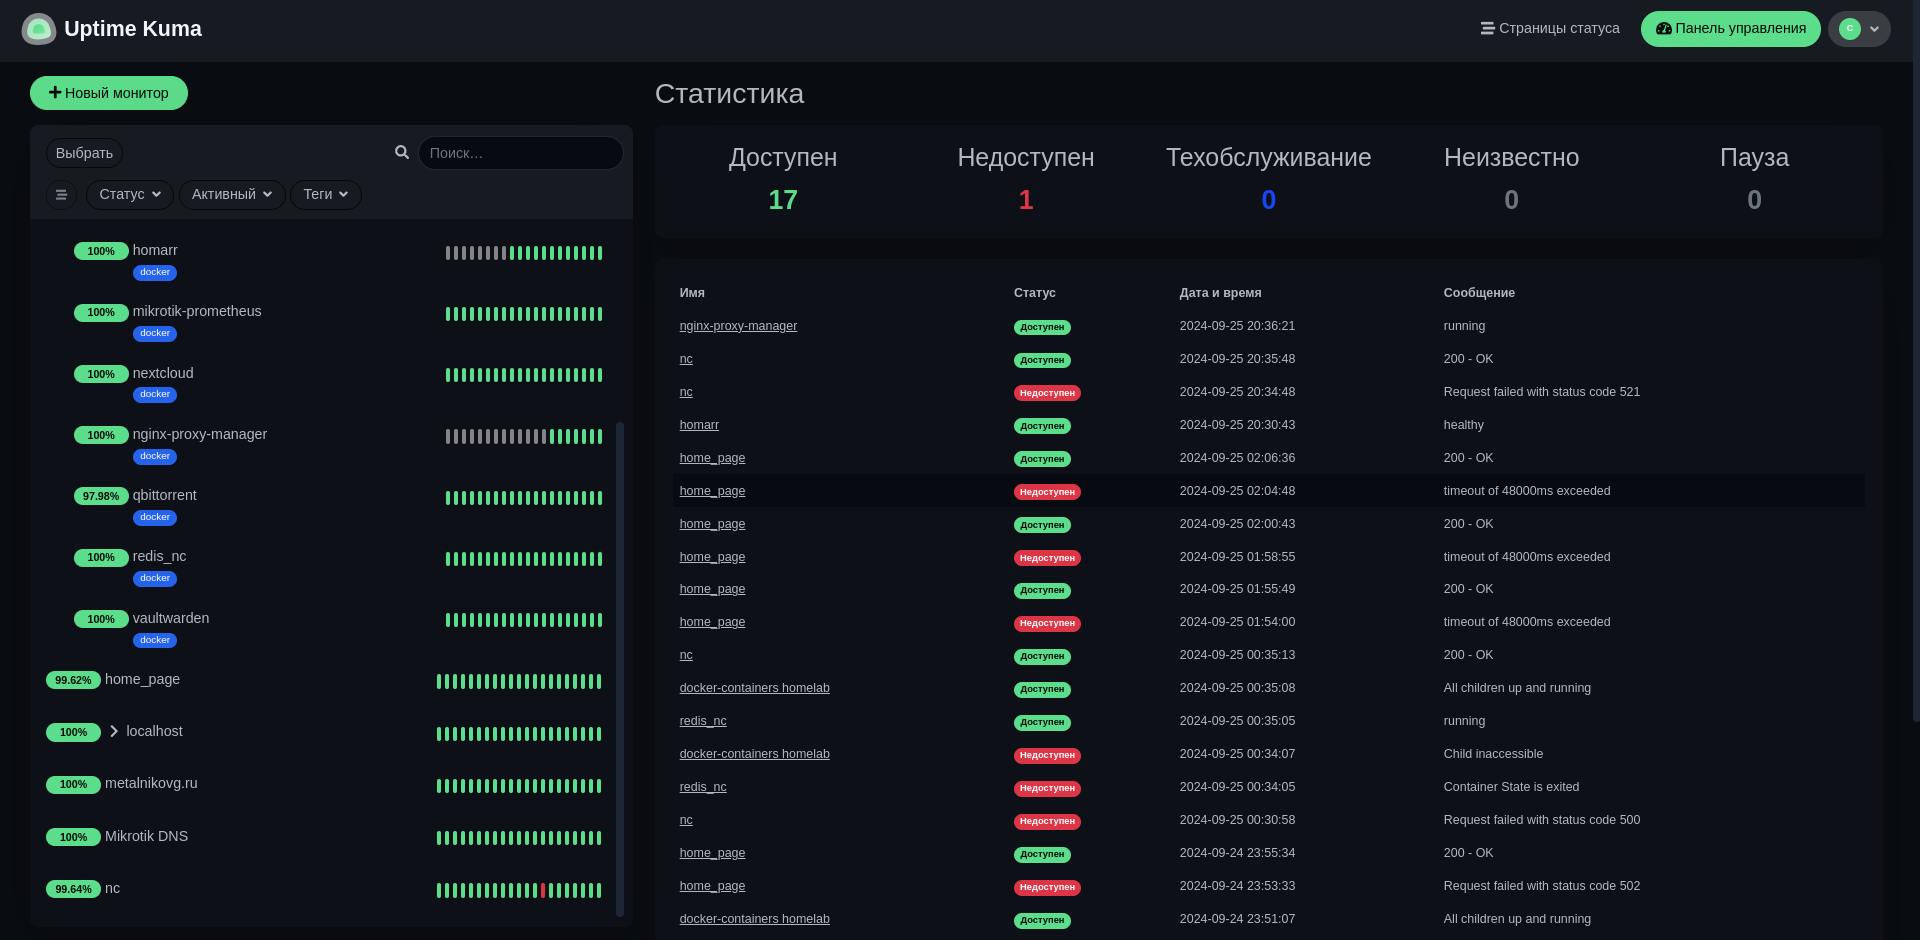 Uptime Kuma
Страницы статуса
Панель управления
C
Новый монитор
Выбрать
Поиск...
Статус
Активный
Теги
100% homarr
docker
100% mikrotik-prometheus
docker
100% nextcloud
docker
100% nginx-proxy-manager
docker
97.98% qbittorrent
docker
100% redis_nc
docker
100% vaultwarden
docker
99.62% home_page
100% localhost
100% metalnikovg.ru
100% Mikrotik DNS
99.64% nc
Статистика
Доступен Недоступен Техобслуживание Неизвестно Пауза
17 1 0 0 0
Имя Статус Дата и время Сообщение
nginx-proxy-manager Доступен 2024-09-25 20:36:21 running
nc Доступен 2024-09-25 20:35:48 200 - OK
nc Недоступен 2024-09-25 20:34:48 Request failed with status code 521
homarr Доступен 2024-09-25 20:30:43 healthy
home_page Доступен 2024-09-25 02:06:36 200 - OK
home_page Недоступен 2024-09-25 02:04:48 timeout of 48000ms exceeded
home_page Доступен 2024-09-25 02:00:43 200 - OK
home_page Недоступен 2024-09-25 01:58:55 timeout of 48000ms exceeded
home_page Доступен 2024-09-25 01:55:49 200 - OK
home_page Недоступен 2024-09-25 01:54:00 timeout of 48000ms exceeded
nc Доступен 2024-09-25 00:35:13 200 - OK
docker-containers homelab Доступен 2024-09-25 00:35:08 All children up and running
redis_nc Доступен 2024-09-25 00:35:05 running
docker-containers homelab Недоступен 2024-09-25 00:34:07 Child inaccessible
redis_nc Недоступен 2024-09-25 00:34:05 Container State is exited
nc Недоступен 2024-09-25 00:30:58 Request failed with status code 500
home_page Доступен 2024-09-24 23:55:34 200 - OK
home_page Недоступен 2024-09-24 23:53:33 Request failed with status code 502
docker-containers homelab Доступен 2024-09-24 23:51:07 All children up and running